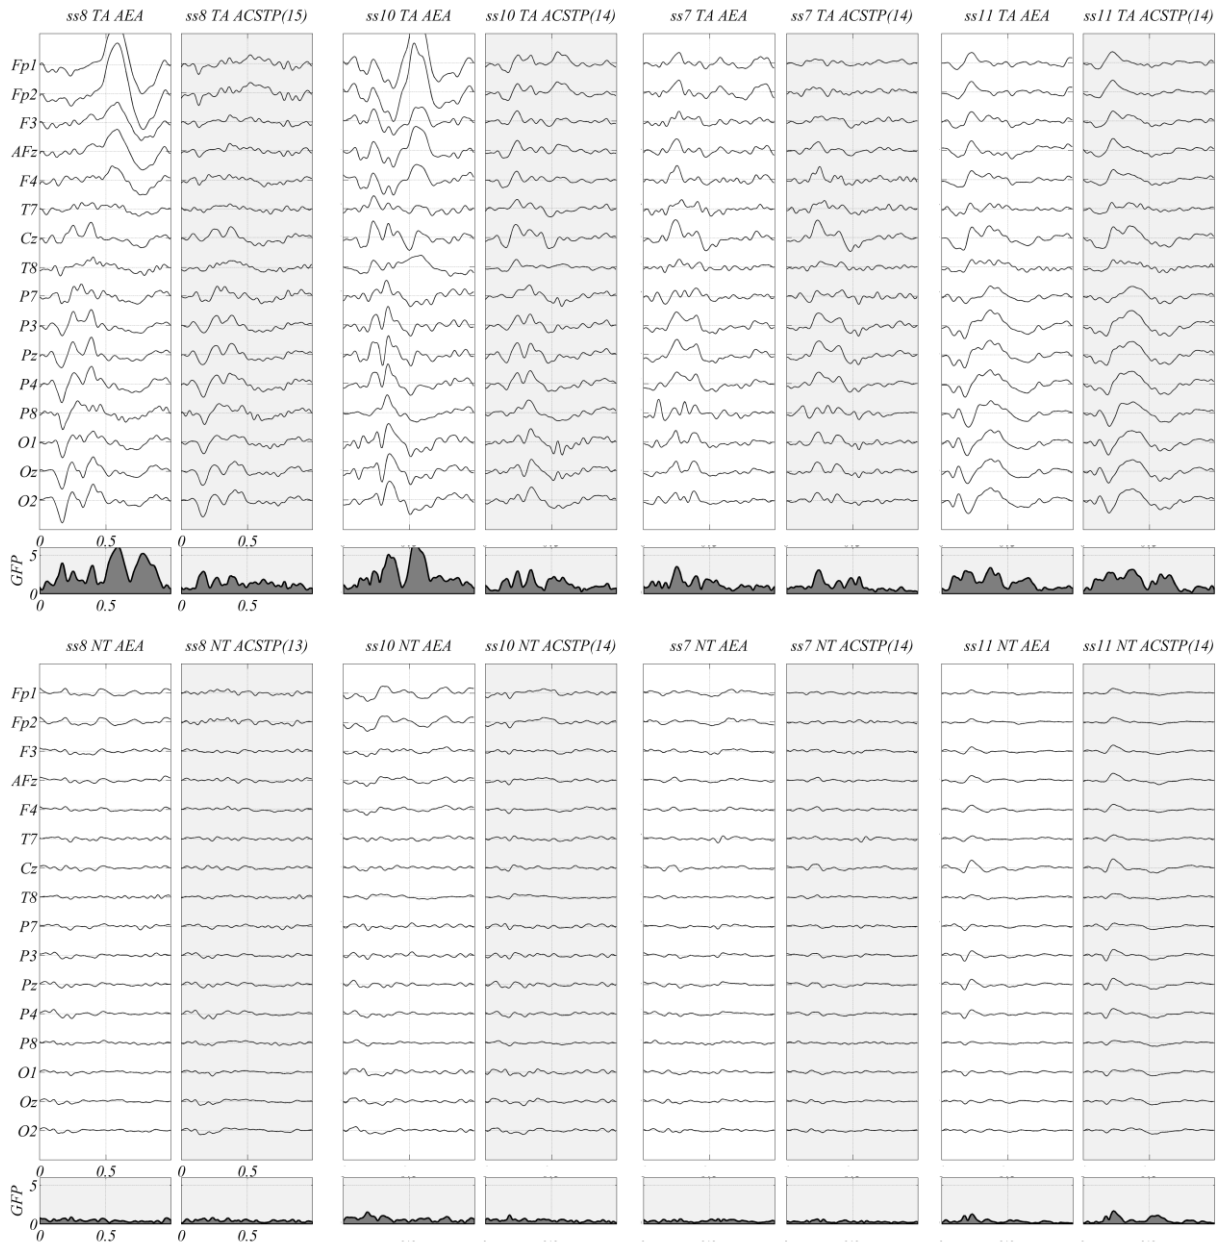 ss8 TA AEA ss8 TA ACSTP(15) ss10 TA AEA ss10 TA ACSTP(14) ss7 TA AEA ss7 TA ACSTP(14) ss11 TA AEA ss11 TA ACSTP(14)
Fp1
Fp2
F3
AFz
F4
T7
Cz
T8
P7
P3
Pz
P4
P8
O1
Oz
O2
0 0.5 0 0.5
GFP 5 0
0 0.5 0 0.5
ss8 NT AEA ss8 NT ACSTP(13) ss10 NT AEA ss10 NT ACSTP(14) ss7 NT AEA ss7 NT ACSTP(14) ss11 NT AEA ss11 NT ACSTP(14)
Fp1
Fp2
F3
AFz
F4
T7
Cz
T8
P7
P3
Pz
P4
P8
O1
Oz
O2
0 0.5 0 0.5
GFP 5 0
0 0.5 0 0.5